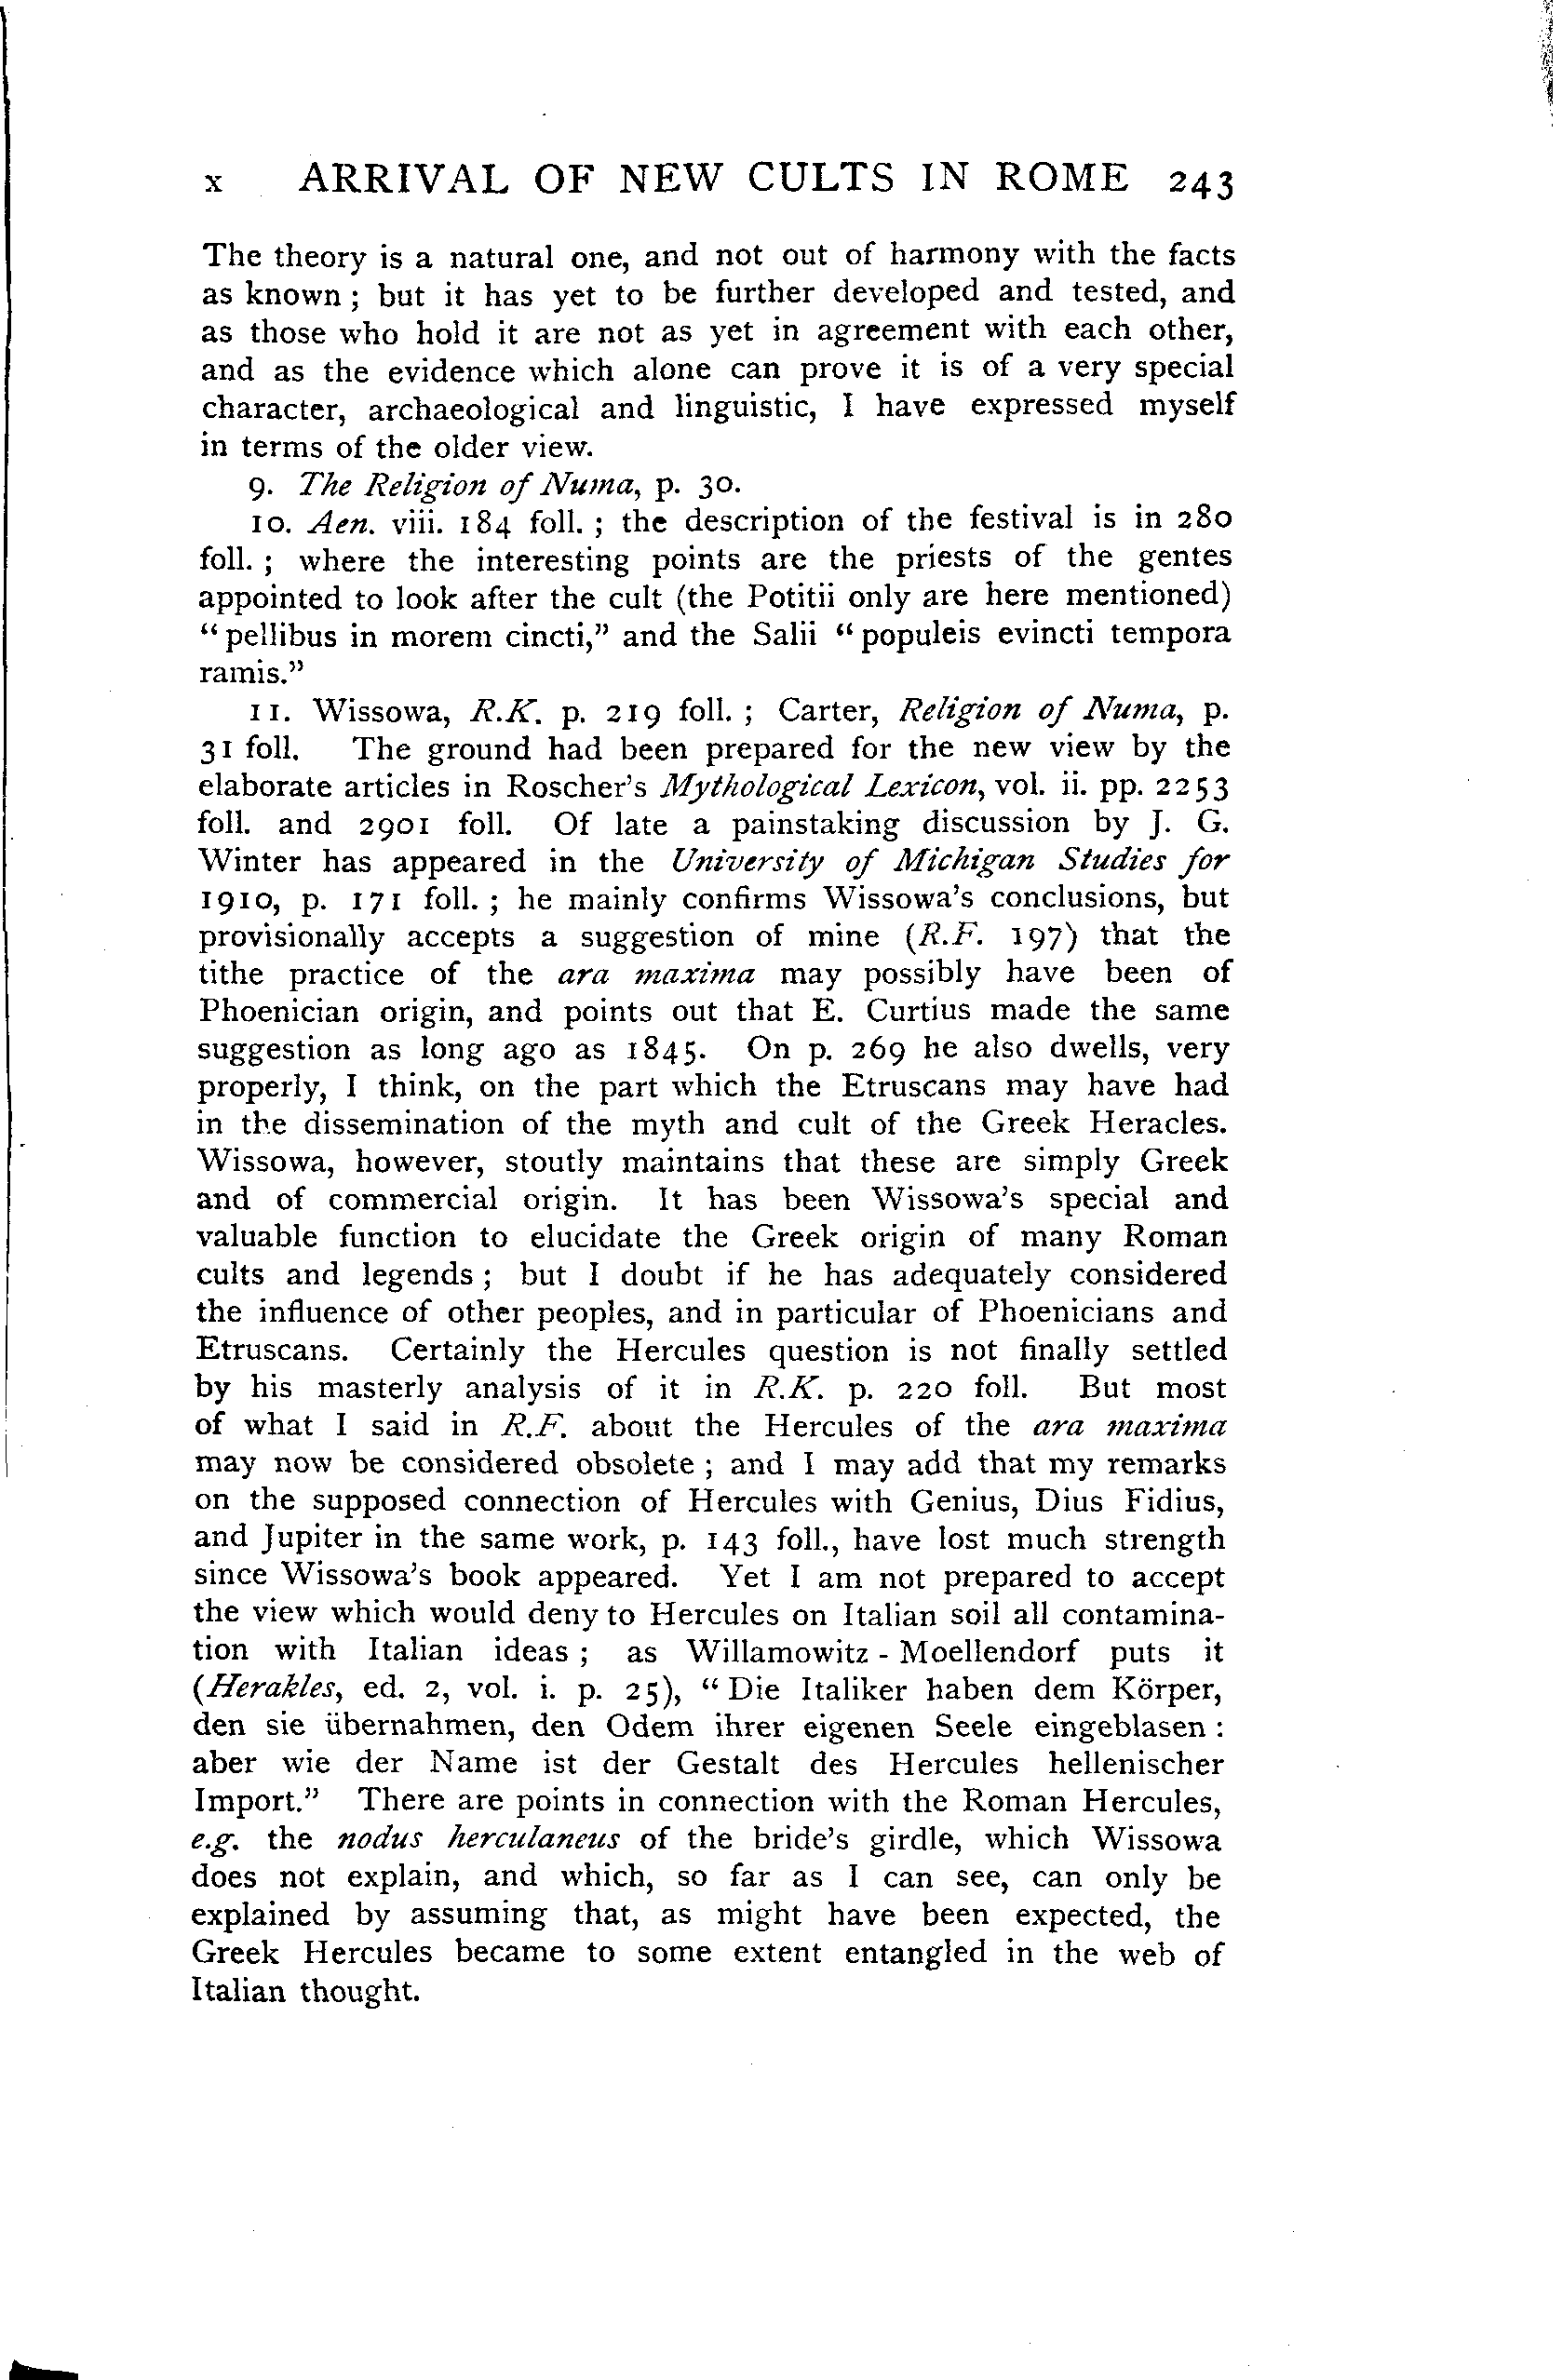 x ARRIVAL OF NEW CULTS IN ROME 243
The theory is a natural one, and not out of harmony with the facts
as known ; but it has yet to be further developed and tested, and
as those who hold it are not as yet in agreement with each other,
and as the evidence which alone can prove it is of a very special
character, archaeological and linguistic, I have expressed myself
in terms of the older view.
9. The Religion of Numa, p. 30.
10. Aen. viii. 184 foll. ; the description of the festival is in 280
foll. ; where the interesting points are the priests of the gentes
appointed to look after the cult (the Potitii only are here mentioned)
“pellibus in morem cincti,” and the Salii “populeis evincti tempora
ramis.”
11. Wissowa, R.K. p. 219 foll. ; Carter, Religion of Numa, p.
31 foll. The ground had been prepared for the new view by the
elaborate articles in Roscher's Mythological Lexicon, vol. ii. pp. 2253
foll. and 2901 foll. Of late a painstaking discussion by J. G.
Winter has appeared in the University of Michigan Studies for
1910, p. 171 foll. ; he mainly confirms Wissowa's conclusions, but
provisionally accepts a suggestion of mine (R.F. 197) that the
tithe practice of the ara maxima may possibly have been of
Phoenician origin, and points out that E. Curtius made the same
suggestion as long ago as 1845. On p. 269 he also dwells, very
properly, I think, on the part which the Etruscans may have had
in the dissemination of the myth and cult of the Greek Heracles.
Wissowa, however, stoutly maintains that these are simply Greek
and of commercial origin. It has been Wissowa's special and
valuable function to elucidate the Greek origin of many Roman
cults and legends ; but I doubt if he has adequately considered
the influence of other peoples, and in particular of Phoenicians and
Etruscans. Certainly the Hercules question is not finally settled
by his masterly analysis of it in R.K. p. 220 foll. But most
of what I said in R.F. about the Hercules of the ara maxima
may now be considered obsolete ; and I may add that my remarks
on the supposed connection of Hercules with Genius, Dius Fidius,
and Jupiter in the same work, p. 143 foll., have lost much strength
since Wissowa's book appeared. Yet I am not prepared to accept
the view which would deny to Hercules on Italian soil all contamina-
tion with Italian ideas ; as Willamowitz - Moellendorf puts it
(Herakles, ed. 2, vol. i. p. 25), “Die Italiker haben dem Körper,
den sie übernahmen, den Odem ihrer eigenen Seele eingeblasen :
aber wie der Name ist der Gestalt des Hercules hellenischer
Import.” There are points in connection with the Roman Hercules,
e.g. the nodus herculaneus of the bride's girdle, which Wissowa
does not explain, and which, so far as I can see, can only be
explained by assuming that, as might have been expected, the
Greek Hercules became to some extent entangled in the web of
Italian thought.